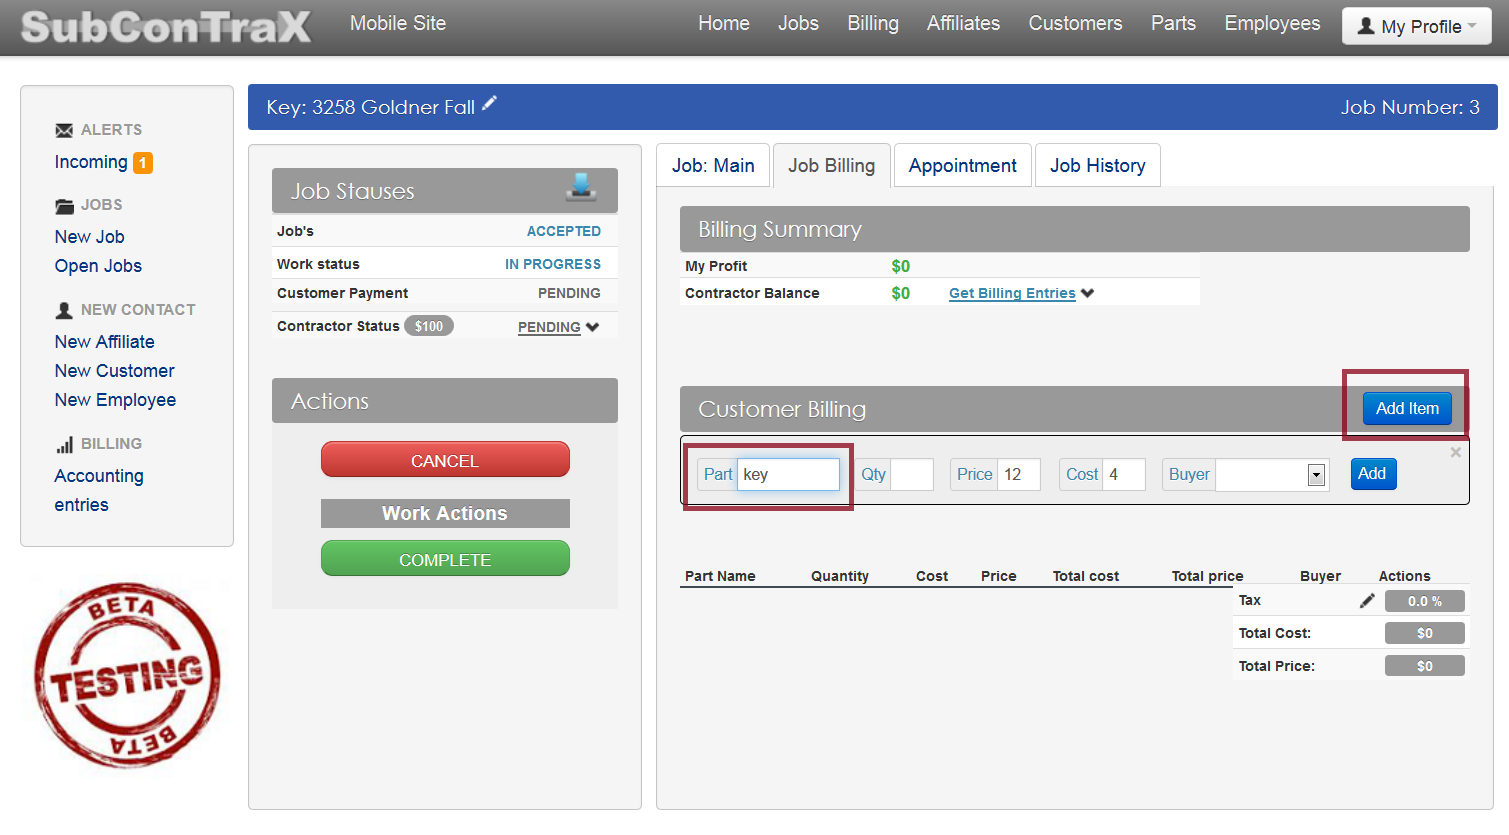 SubConTraX
Mobile Site
Home Jobs Billing Affiliates Customers Parts Employees My Profile
ALERTS
Incoming 1
JOBS
New Job
Open Jobs
NEW CONTACT
New Affiliate
New Customer
New Employee
BILLING
Accounting
entries
BETA
TESTING
BETA
Key: 3258 Goldner Fall
Job Number: 3
Job Stauses
Job's ACCEPTED
Work status IN PROGRESS
Customer Payment PENDING
Contractor Status $100 PENDING
Actions
CANCEL
Work Actions
COMPLETE
Job: Main Job Billing Appointment Job History
Billing Summary
My Profit $0
Contractor Balance $0 Get Billing Entries
Customer Billing Add Item
×
Part key Qty Price 12 Cost 4 Buyer Add
Part Name Quantity Cost Price Total cost Total price Buyer Actions
Tax 0.0 %
Total Cost: $0
Total Price: $0